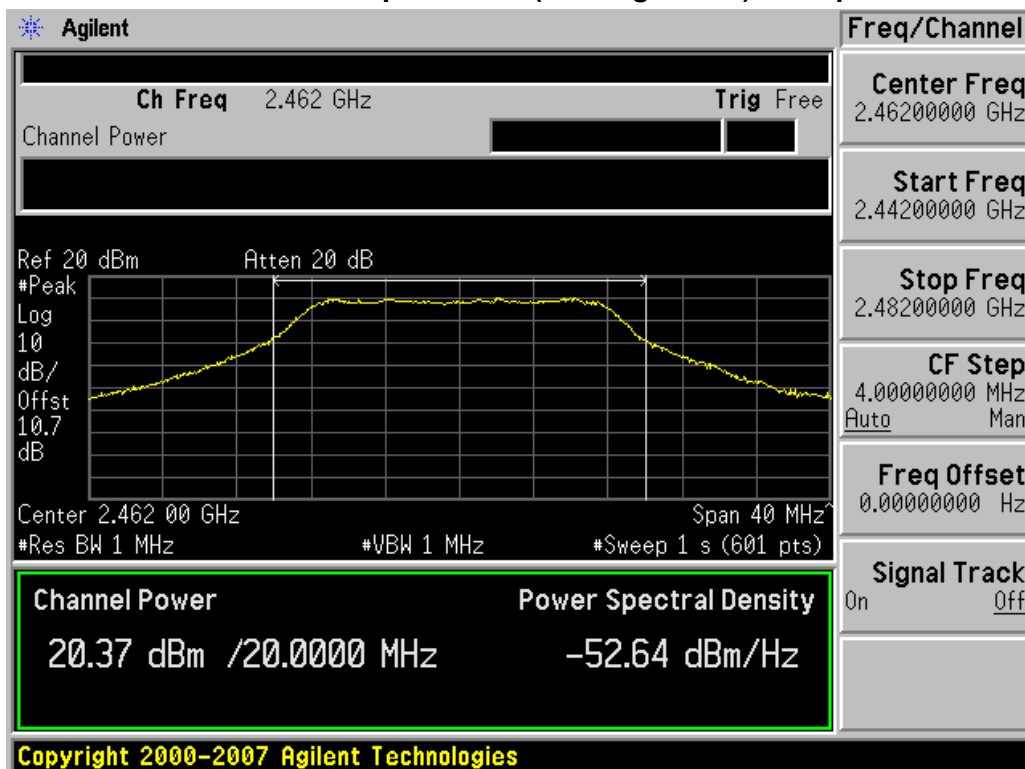 Agilent
Freq/Channel
Ch Freq 2.462 GHz Trig Free
Channel Power
Center Freq
2.46200000 GHz
Start Freq
2.44200000 GHz
Stop Freq
2.48200000 GHz
CF Step
4.00000000 MHz
Auto Man
Freq Offset
0.00000000 Hz
Signal Track
On Off
Ref 20 dBm Atten 20 dB
#Peak
Log
10
dB/
Offst
10.7
dB
Center 2.462 00 GHz Span 40 MHz^
#Res BW 1 MHz #VBW 1 MHz #Sweep 1 s (601 pts)
Channel Power Power Spectral Density
20.37 dBm /20.0000 MHz -52.64 dBm/Hz
Copyright 2000-2007 Agilent Technologies